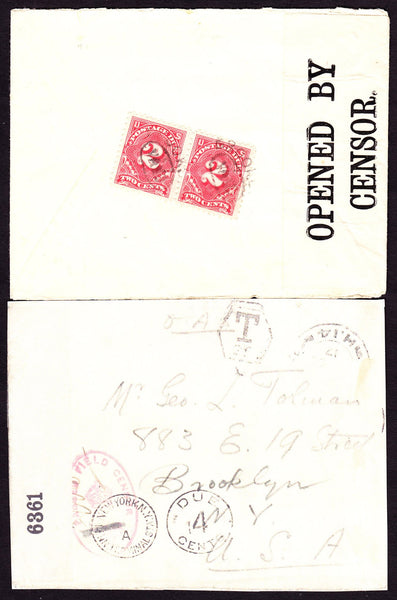 OPENED BY
CENSOR.
U S
POSTAGE DUE
2
TWO CENTS
U S
POSTAGE DUE
2
TWO CENTS
O A S
T
Mr. Geo. L. Tolman
883 E. 19 Street
Brooklyn
N. Y.
U. S. A
6361
FIELD CEN
NEW YORK, N.Y.
A
DUE
4
CENTS